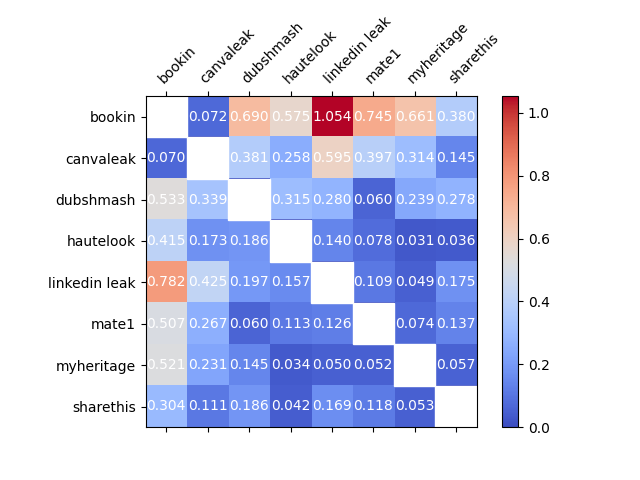 bookin canvaleak dubshmash hautelook linkedin leak mate1 myheritage sharethis
bookin 0.072 0.690 0.575 1.054 0.745 0.661 0.380
canvaleak 0.070 0.381 0.258 0.595 0.397 0.314 0.145
dubshmash 0.533 0.339 0.315 0.280 0.060 0.239 0.278
hautelook 0.415 0.173 0.186 0.140 0.078 0.031 0.036
linkedin leak 0.782 0.425 0.197 0.157 0.109 0.049 0.175
mate1 0.507 0.267 0.060 0.113 0.126 0.074 0.137
myheritage 0.521 0.231 0.145 0.034 0.050 0.052 0.057
sharethis 0.304 0.111 0.186 0.042 0.169 0.118 0.053
1.0
0.8
0.6
0.4
0.2
0.0